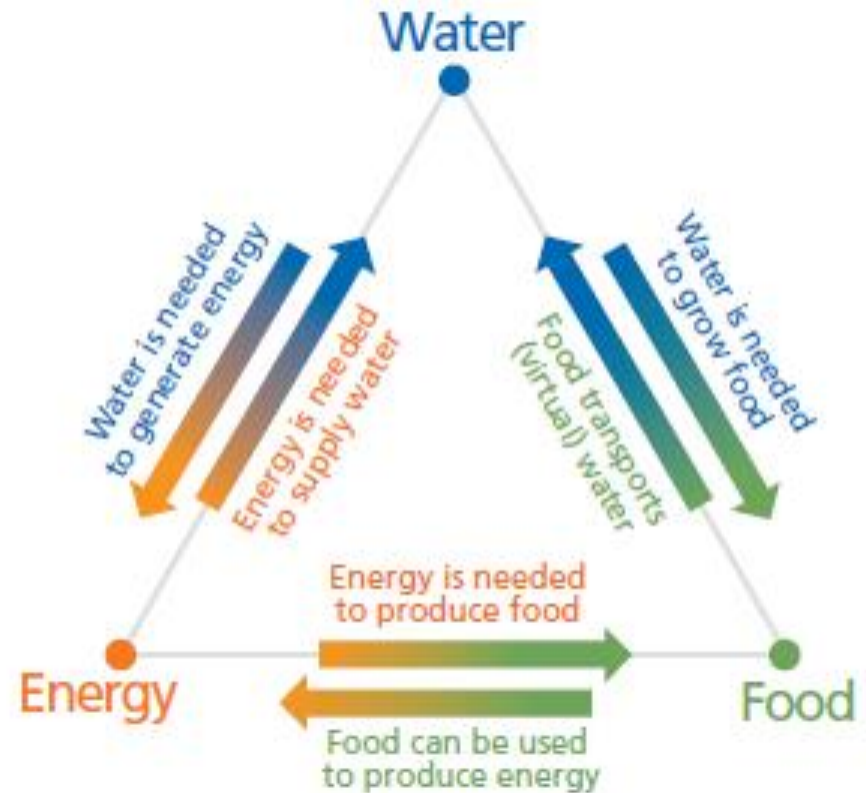 Water
Water is needed
to generate energy
Energy is needed
to supply water
Food transports
(virtual) water
Water is needed
to grow food
Energy is needed
to produce food
Energy
Food
Food can be used
to produce energy